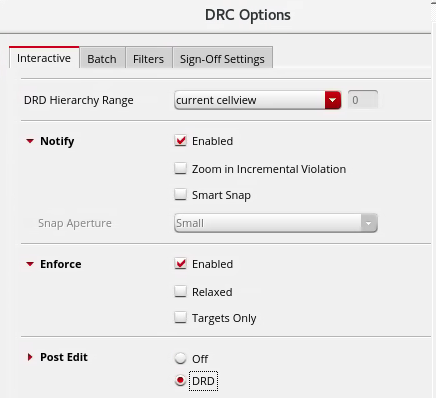 DRC Options
Interactive Batch Filters Sign-Off Settings
DRD Hierarchy Range current cellview 0
Notify Enabled
Zoom in Incremental Violation
Smart Snap
Snap Aperture Small
Enforce Enabled
Relaxed
Targets Only
Post Edit Off
DRD